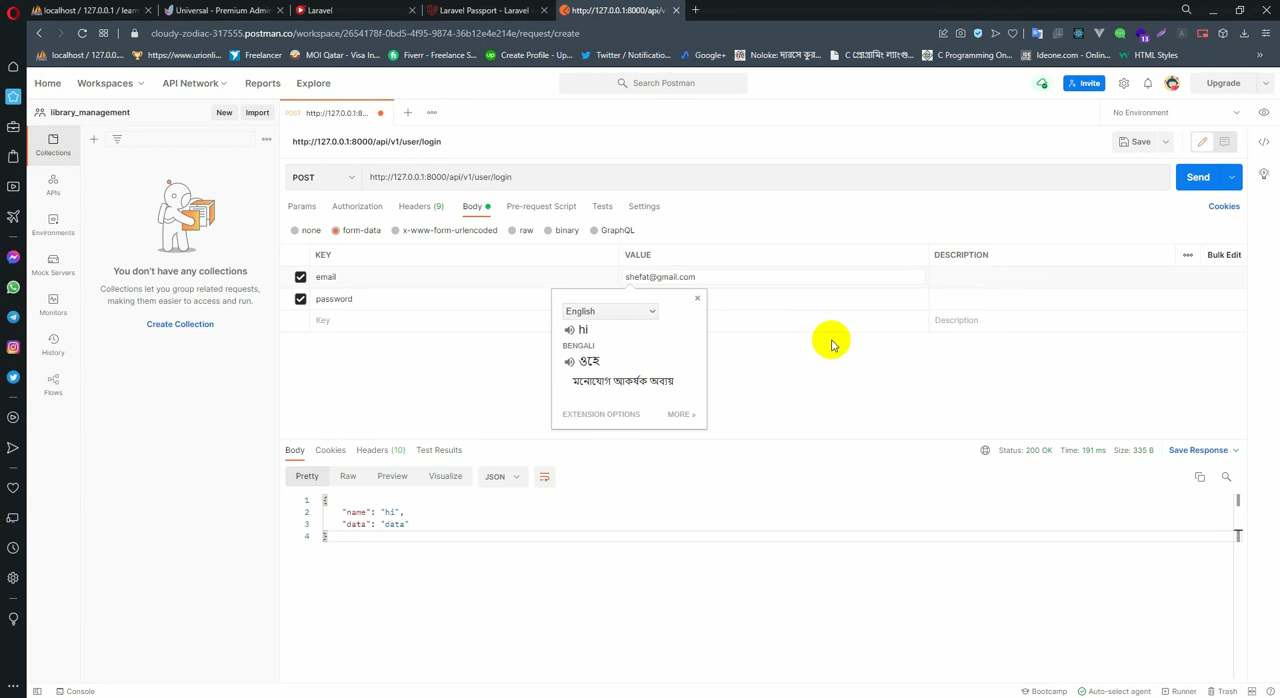 localhost / 127.0.0.1 / learn
Universal - Premium Admin
Laravel
Laravel Passport - Laravel -
http://127.0.0.1:8000/api/v
cloudy-zodiac-317555.postman.co/workspace/2654178f-0bd5-4f95-9874-36b12e4e214e/request/create
localhost / 127.0.0....
https://www.urionlin...
Freelancer
MOI Qatar - Visa In...
Fiverr - Freelance S...
Create Profile - Up...
Twitter / Notificatio...
Google+
Noloke: দারসে কুর...
C প্রোগ্রামিং ল্যাংগু...
C Programming On...
Ideone.com - Onlin...
HTML Styles
Home
Workspaces
API Network
Reports
Explore
Search Postman
Invite
Upgrade
library_management
New
Import
POST http://127.0.0.1:8...
No Environment
Collections
http://127.0.0.1:8000/api/v1/user/login
Save
POST
http://127.0.0.1:8000/api/v1/user/login
Send
APIs
Params
Authorization
Headers (9)
Body
Pre-request Script
Tests
Settings
Cookies
Environments
none
form-data
x-www-form-urlencoded
raw
binary
GraphQL
KEY
VALUE
DESCRIPTION
Bulk Edit
Mock Servers
email
shefat@gmail.com
You don't have any collections
Collections let you group related requests,
making them easier to access and run.
password
Monitors
English
Key
Description
Create Collection
hi
BENGALI
History
ওহে
মনোযোগ আকর্ষক অব্যয়
Flows
EXTENSION OPTIONS
MORE »
Body
Cookies
Headers (10)
Test Results
Status: 200 OK
Time: 191 ms
Size: 335 B
Save Response
Pretty
Raw
Preview
Visualize
JSON
1 {
2 "name": "hi",
3 "data": "data"
4 }
13
Console
Bootcamp
Auto-select agent
Runner
Trash